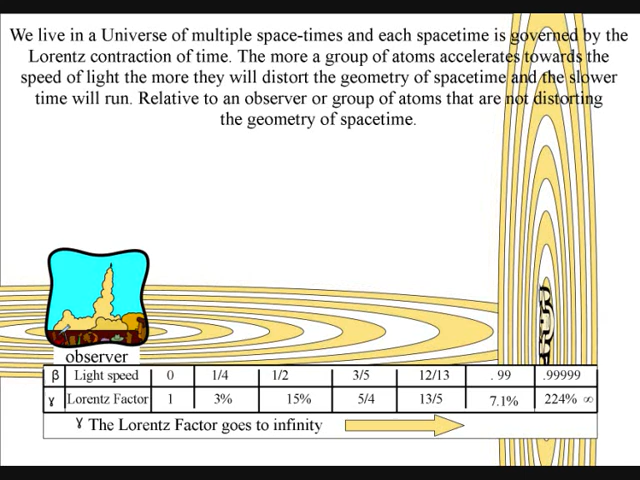 We live in a Universe of multiple space-times and each spacetime is governed by the
Lorentz contraction of time. The more a group of atoms accelerates towards the
speed of light the more they will distort the geometry of spacetime and the slower
time will run. Relative to an observer or group of atoms that are not distorting
the geometry of spacetime.
observer
β Light speed 0 1/4 1/2 3/5 12/13 . 99 .99999
γ Lorentz Factor 1 3% 15% 5/4 13/5 7.1% 224% ∞
γ The Lorentz Factor goes to infinity